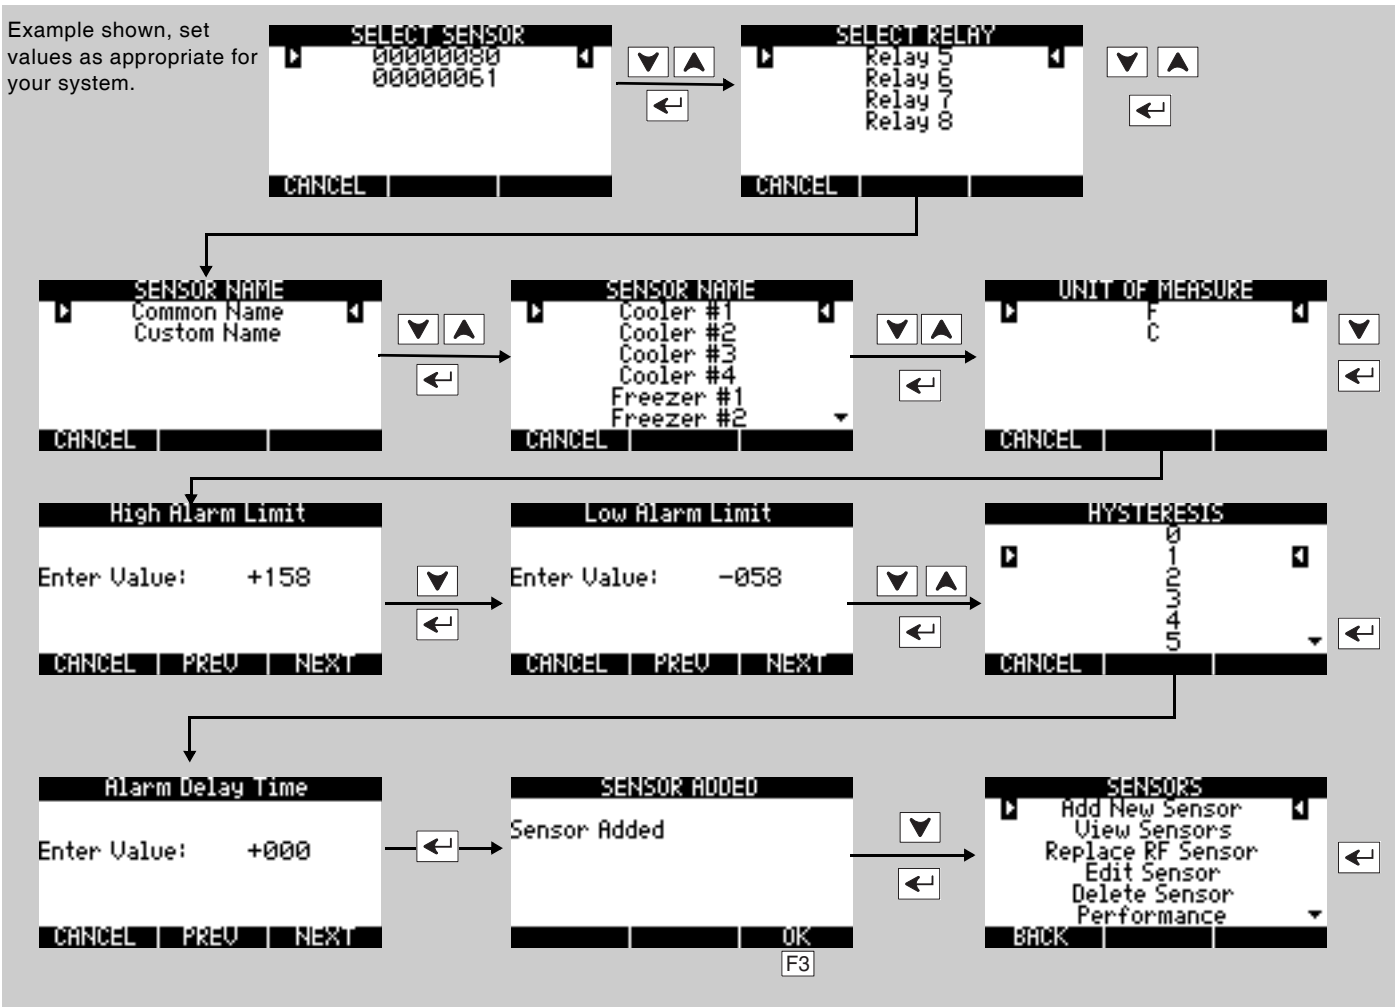 Example shown, set
values as appropriate for
your system.
SELECT SENSOR
00000080
00000061
CANCEL
SELECT RELAY
Relay 5
Relay 6
Relay 7
Relay 8
CANCEL
SENSOR NAME
Common Name
Custom Name
CANCEL
SENSOR NAME
Cooler #1
Cooler #2
Cooler #3
Cooler #4
Freezer #1
Freezer #2
CANCEL
UNIT OF MEASURE
F
C
CANCEL
High Alarm Limit
Enter Value: +158
CANCEL | PREV | NEXT
Low Alarm Limit
Enter Value: -058
CANCEL | PREV | NEXT
HYSTERESIS
0
1
2
3
4
5
CANCEL
Alarm Delay Time
Enter Value: +000
CANCEL | PREV | NEXT
SENSOR ADDED
Sensor Added
OK
F3
SENSORS
Add New Sensor
View Sensors
Replace RF Sensor
Edit Sensor
Delete Sensor
Performance
BACK